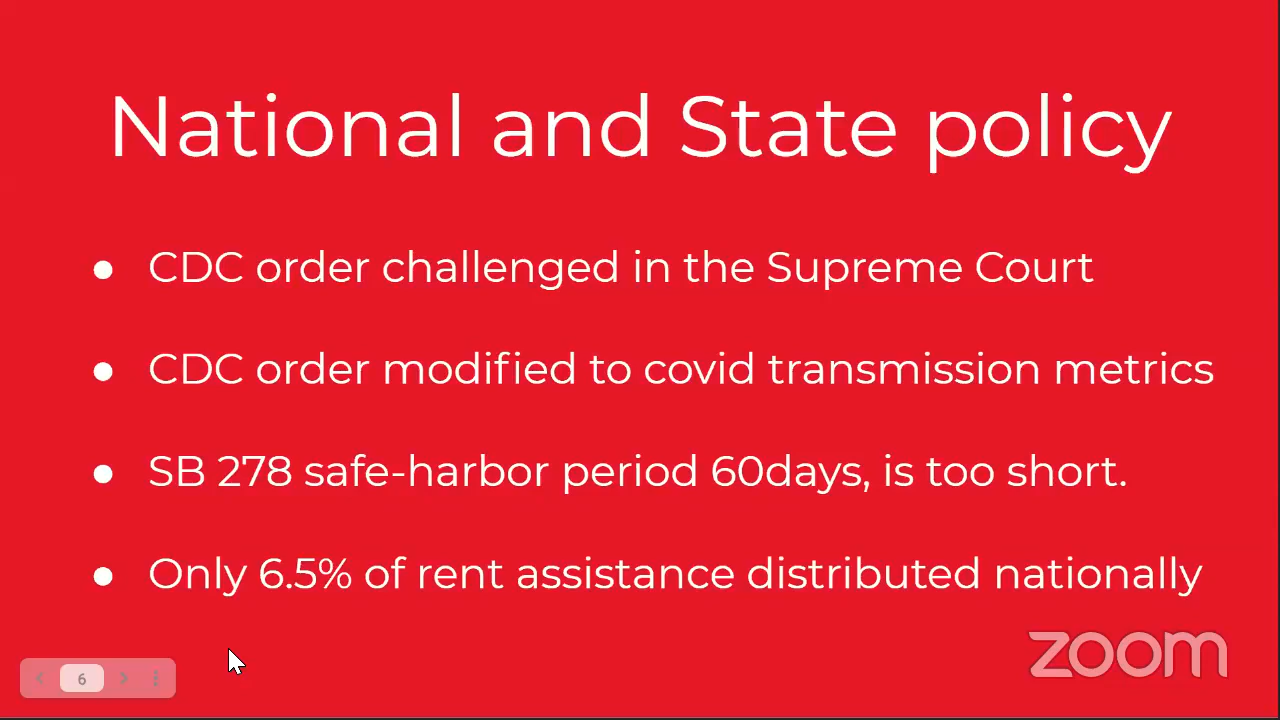 National and State policy
● CDC order challenged in the Supreme Court
● CDC order modified to covid transmission metrics
● SB 278 safe-harbor period 60days, is too short.
● Only 6.5% of rent assistance distributed nationally
zoom
6